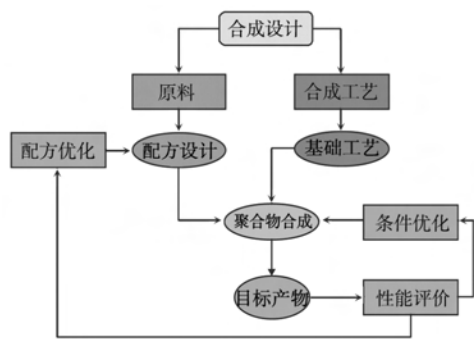 合成设计
原料
合成工艺
配方优化
配方设计
基础工艺
聚合物合成
条件优化
目标产物
性能评价